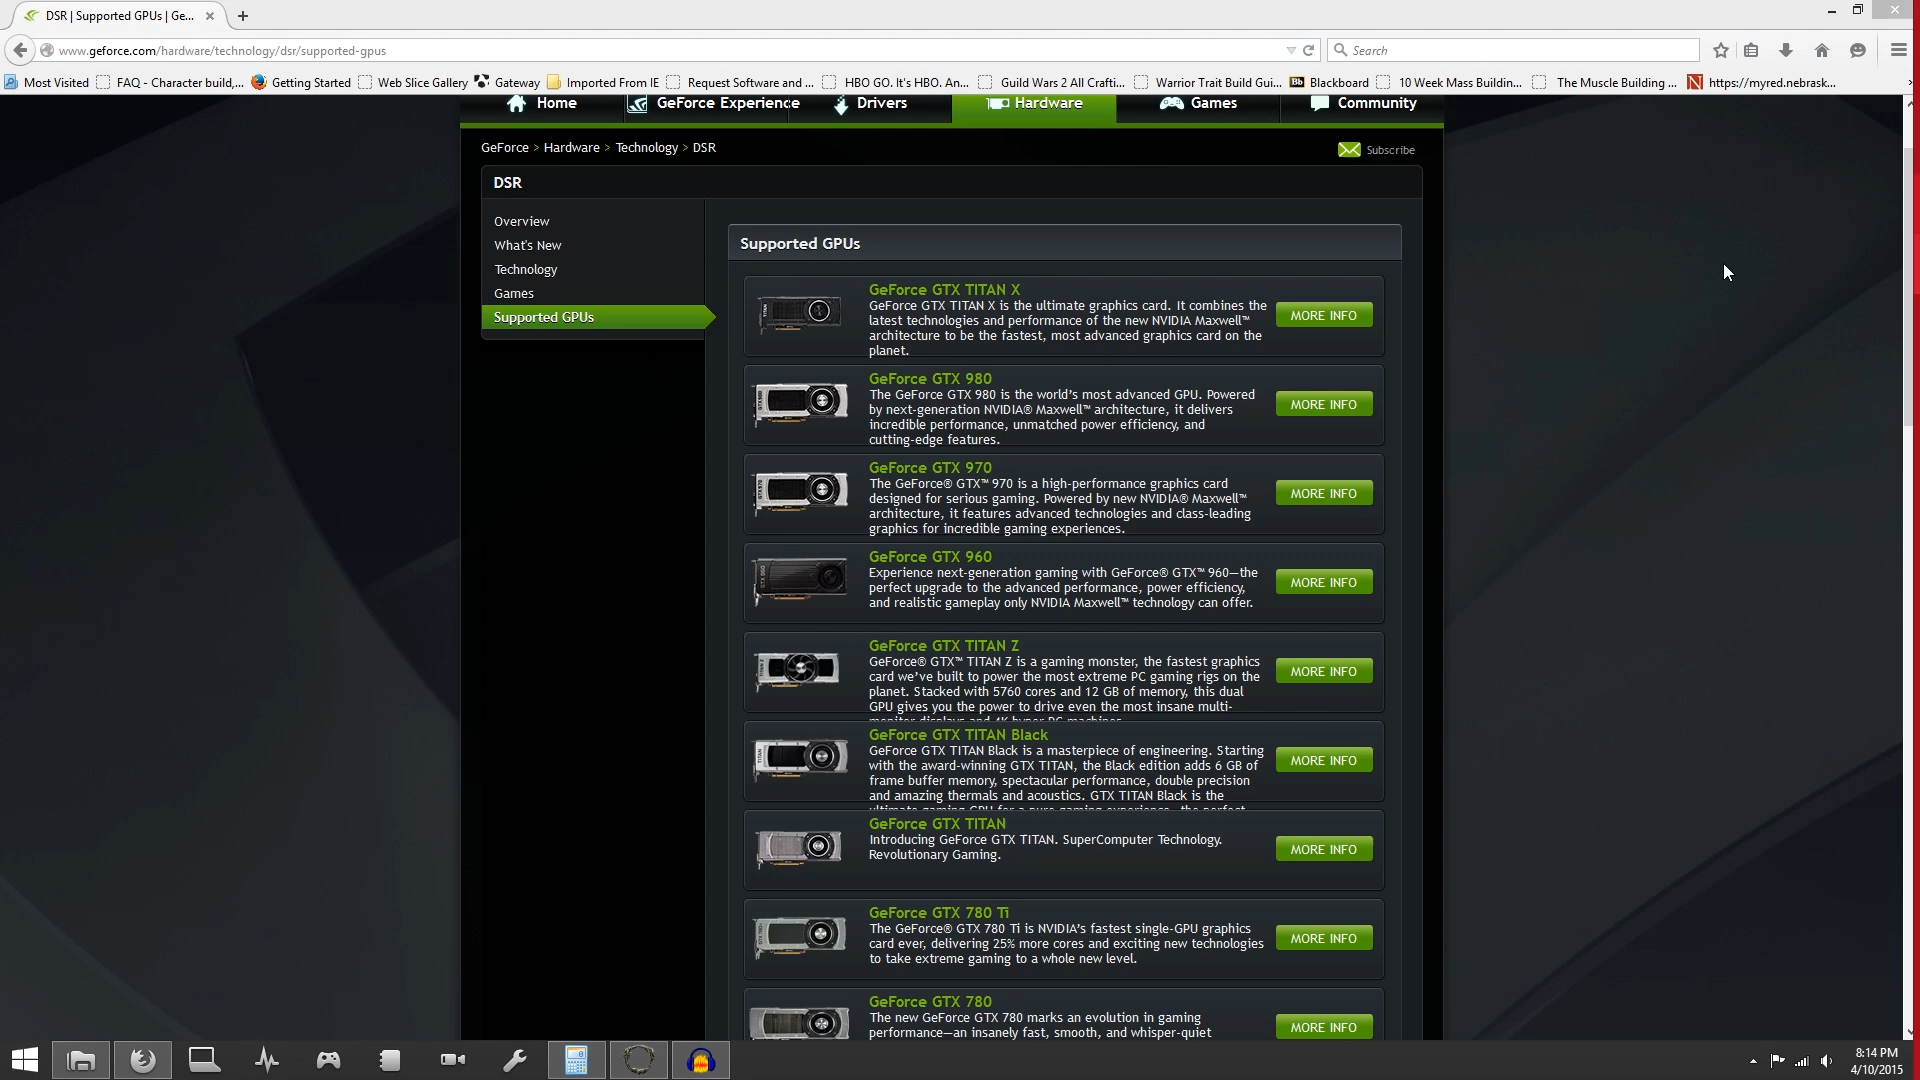 DSR | Supported GPUs | Ge...
www.geforce.com/hardware/technology/dsr/supported-gpus
Search
Most Visited
FAQ - Character build,...
Getting Started
Web Slice Gallery
Gateway
Imported From IE
Request Software and ...
HBO GO. It's HBO. An...
Guild Wars 2 All Crafti...
Warrior Trait Build Gui...
Bb Blackboard
10 Week Mass Buildin...
The Muscle Building ...
N https://myred.nebrask...
Home
GeForce Experience
Drivers
Hardware
Games
Community
GeForce > Hardware > Technology > DSR
Subscribe
DSR
Overview
What's New
Technology
Games
Supported GPUs
Supported GPUs
GeForce GTX TITAN X
GeForce GTX TITAN X is the ultimate graphics card. It combines the
latest technologies and performance of the new NVIDIA Maxwell™
architecture to be the fastest, most advanced graphics card on the
planet.
MORE INFO
GeForce GTX 980
The GeForce GTX 980 is the world's most advanced GPU. Powered
by next-generation NVIDIA® Maxwell™ architecture, it delivers
incredible performance, unmatched power efficiency, and
cutting-edge features.
MORE INFO
GeForce GTX 970
The GeForce® GTX™ 970 is a high-performance graphics card
designed for serious gaming. Powered by new NVIDIA® Maxwell™
architecture, it features advanced technologies and class-leading
graphics for incredible gaming experiences.
MORE INFO
GeForce GTX 960
Experience next-generation gaming with GeForce® GTX™ 960—the
perfect upgrade to the advanced performance, power efficiency,
and realistic gameplay only NVIDIA Maxwell™ technology can offer.
MORE INFO
GeForce GTX TITAN Z
GeForce® GTX™ TITAN Z is a gaming monster, the fastest graphics
card we've built to power the most extreme PC gaming rigs on the
planet. Stacked with 5760 cores and 12 GB of memory, this dual
GPU gives you the power to drive even the most insane multi-
monitor displays and 4K hyper PC machines.
MORE INFO
GeForce GTX TITAN Black
GeForce GTX TITAN Black is a masterpiece of engineering. Starting
with the award-winning GTX TITAN, the Black edition adds 6 GB of
frame buffer memory, spectacular performance, double precision
and amazing thermals and acoustics. GTX TITAN Black is the
ultimate gaming GPU for a pure gaming experience—the perfect
MORE INFO
GeForce GTX TITAN
Introducing GeForce GTX TITAN. SuperComputer Technology.
Revolutionary Gaming.
MORE INFO
GeForce GTX 780 Ti
The GeForce® GTX 780 Ti is NVIDIA's fastest single-GPU graphics
card ever, delivering 25% more cores and exciting new technologies
to take extreme gaming to a whole new level.
MORE INFO
GeForce GTX 780
The new GeForce GTX 780 marks an evolution in gaming
performance—an insanely fast, smooth, and whisper-quiet
MORE INFO
8:14 PM
4/10/2015